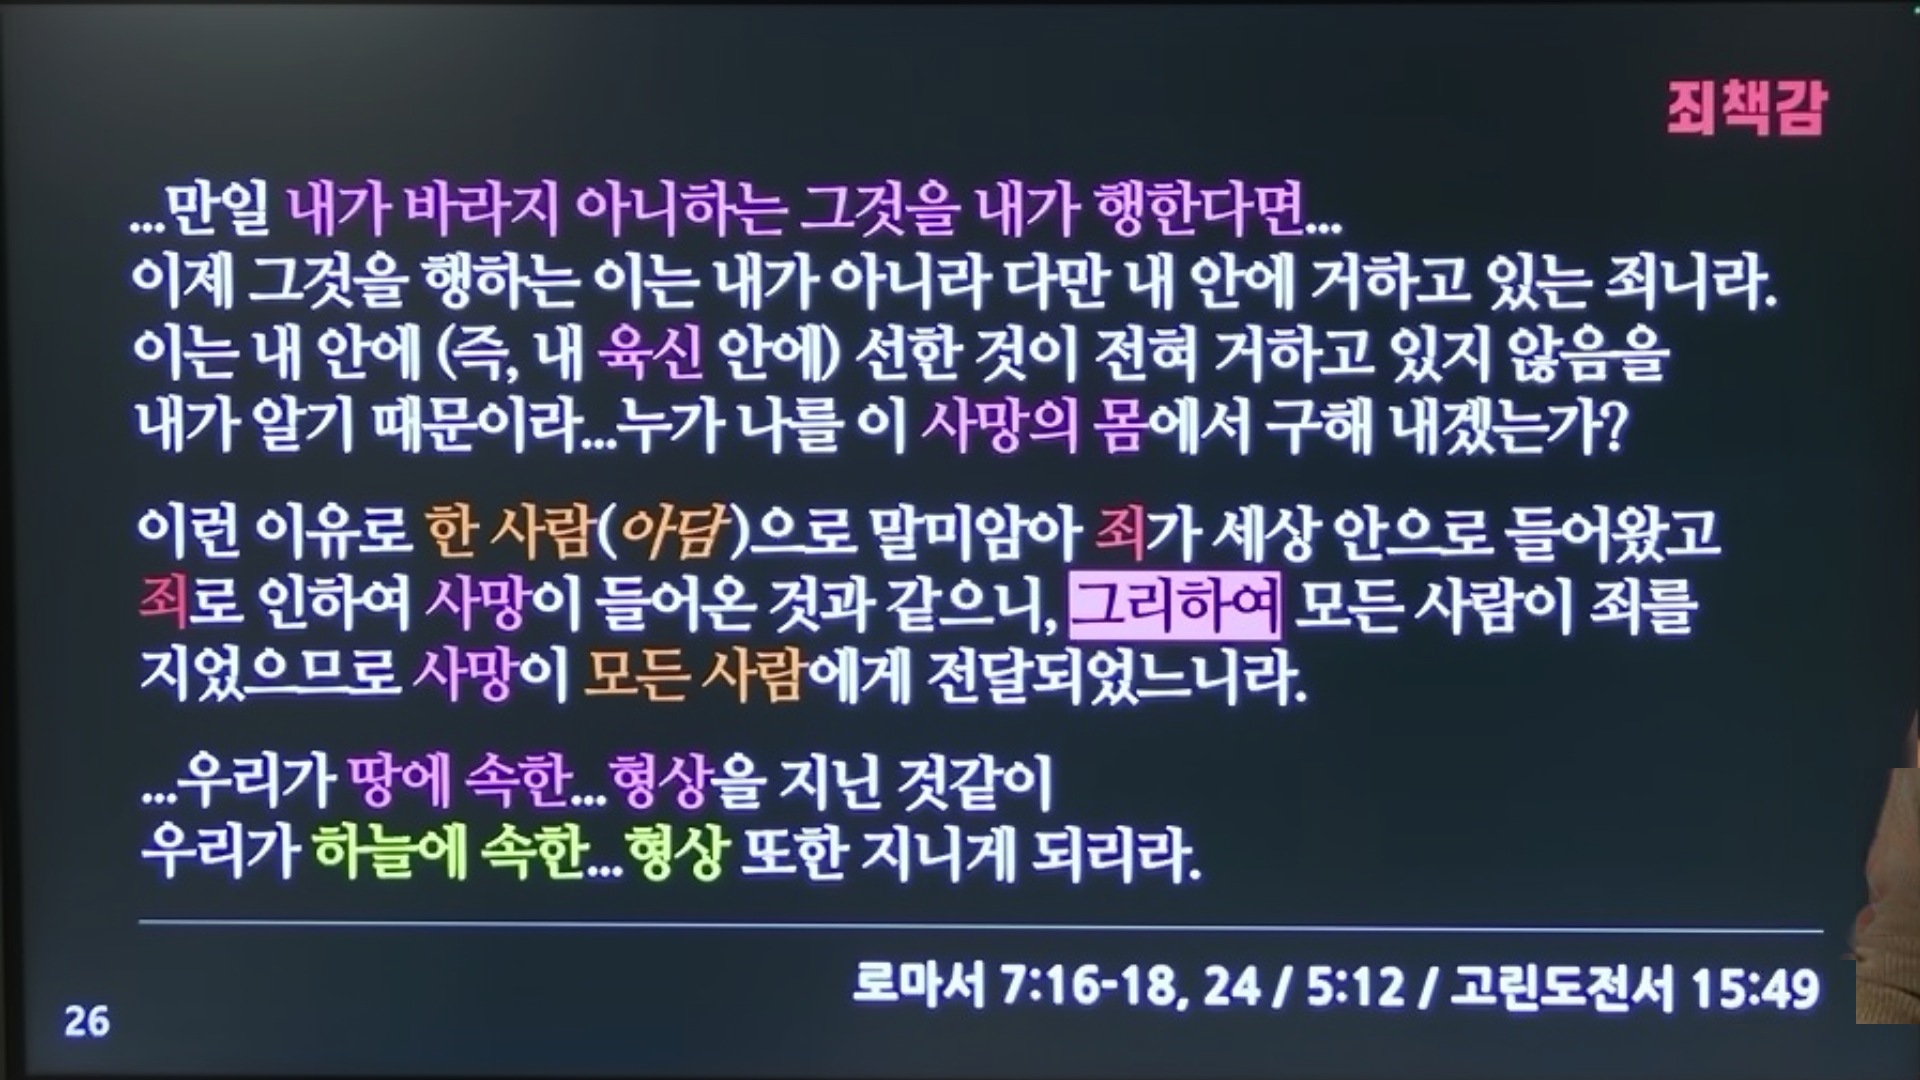 죄책감
...만일 내가 바라지 아니하는 그것을 내가 행한다면...
이제 그것을 행하는 이는 내가 아니라 다만 내 안에 거하고 있는 죄니라.
이는 내 안에 (즉, 내 육신 안에) 선한 것이 전혀 거하고 있지 않음을
내가 알기 때문이라...누가 나를 이 사망의 몸에서 구해 내겠는가?
이런 이유로 한 사람(아담)으로 말미암아 죄가 세상 안으로 들어왔고
죄로 인하여 사망이 들어온 것과 같으니, 그리하여 모든 사람이 죄를
지었으므로 사망이 모든 사람에게 전달되었느니라.
...우리가 땅에 속한...형상을 지닌 것같이
우리가 하늘에 속한...형상 또한 지니게 되리라.
로마서 7:16-18, 24 / 5:12 / 고린도전서 15:49
26